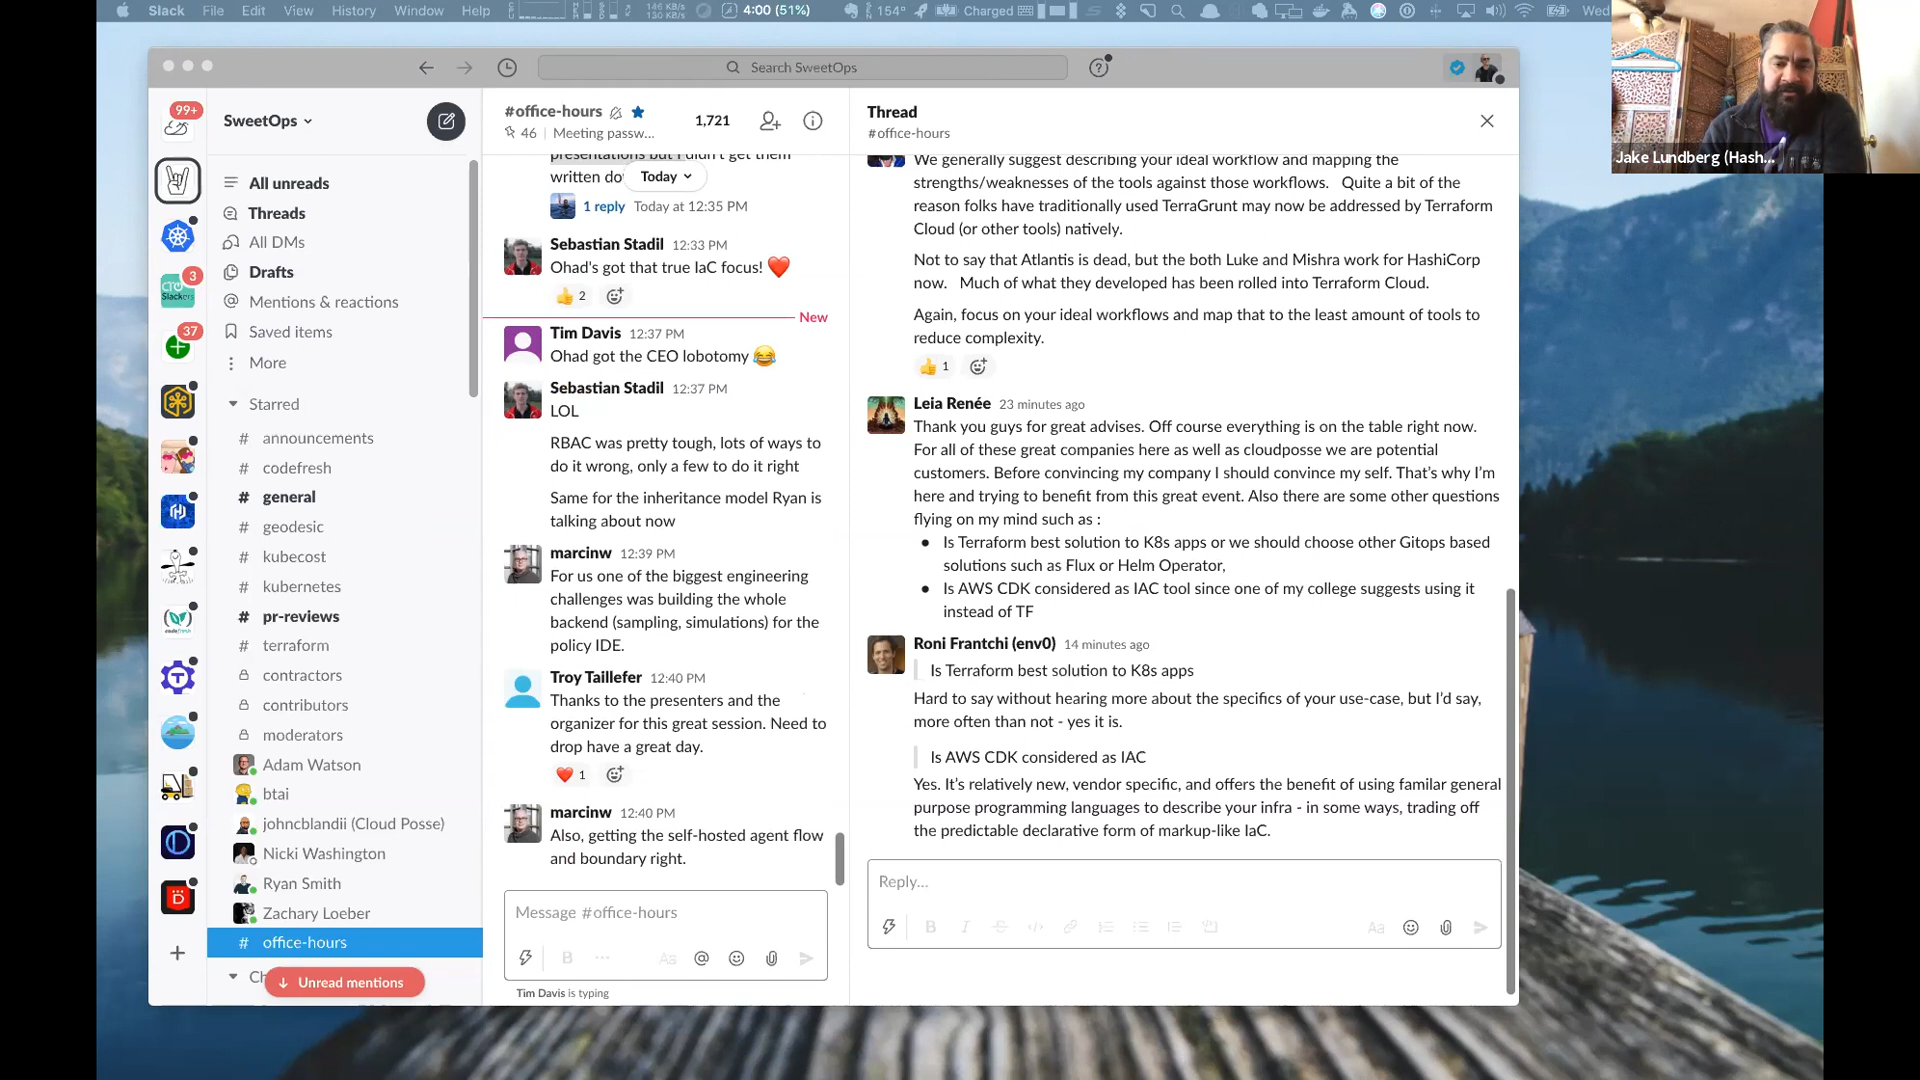 Slack File Edit View History Window Help 146 KB/s 130 KB/s 4:00 (51%) 154° Charged Wed
Search SweetOps
Jake Lundberg (Hash...
99+
3
CTO Slackers
37
codefresh
SweetOps
All unreads
Threads
All DMs
Drafts
Mentions & reactions
Saved items
More
Starred
# announcements
# codefresh
# general
# geodesic
# kubecost
# kubernetes
# pr-reviews
# terraform
contractors
contributors
moderators
Adam Watson
btai
johncblandii (Cloud Posse)
Nicki Washington
Ryan Smith
Zachary Loeber
# office-hours
Ch
Unread mentions
#office-hours
46 | Meeting passw...
1,721
presentations but I didn't get them
written do
Today
1 reply Today at 12:35 PM
Sebastian Stadil 12:33 PM
Ohad's got that true IaC focus! ❤️
👍 2
New
Tim Davis 12:37 PM
Ohad got the CEO lobotomy 😂
Sebastian Stadil 12:37 PM
LOL
RBAC was pretty tough, lots of ways to
do it wrong, only a few to do it right
Same for the inheritance model Ryan is
talking about now
marcinw 12:39 PM
For us one of the biggest engineering
challenges was building the whole
backend (sampling, simulations) for the
policy IDE.
Troy Taillefer 12:40 PM
Thanks to the presenters and the
organizer for this great session. Need to
drop have a great day.
❤️ 1
marcinw 12:40 PM
Also, getting the self-hosted agent flow
and boundary right.
Message #office-hours
B ... Aa @
Tim Davis is typing
Thread
#office-hours
We generally suggest describing your ideal workflow and mapping the
strengths/weaknesses of the tools against those workflows. Quite a bit of the
reason folks have traditionally used TerraGrunt may now be addressed by Terraform
Cloud (or other tools) natively.
Not to say that Atlantis is dead, but the both Luke and Mishra work for HashiCorp
now. Much of what they developed has been rolled into Terraform Cloud.
Again, focus on your ideal workflows and map that to the least amount of tools to
reduce complexity.
👍 1
Leia Renée 23 minutes ago
Thank you guys for great advises. Off course everything is on the table right now.
For all of these great companies here as well as cloudposse we are potential
customers. Before convincing my company I should convince my self. That's why I'm
here and trying to benefit from this great event. Also there are some other questions
flying on my mind such as :
• Is Terraform best solution to K8s apps or we should choose other Gitops based
solutions such as Flux or Helm Operator,
• Is AWS CDK considered as IAC tool since one of my college suggests using it
instead of TF
Roni Frantchi (env0) 14 minutes ago
Is Terraform best solution to K8s apps
Hard to say without hearing more about the specifics of your use-case, but I'd say,
more often than not - yes it is.
Is AWS CDK considered as IAC
Yes. It's relatively new, vendor specific, and offers the benefit of using familar general
purpose programming languages to describe your infra - in some ways, trading off
the predictable declarative form of markup-like IaC.
Reply...
B I S Aa